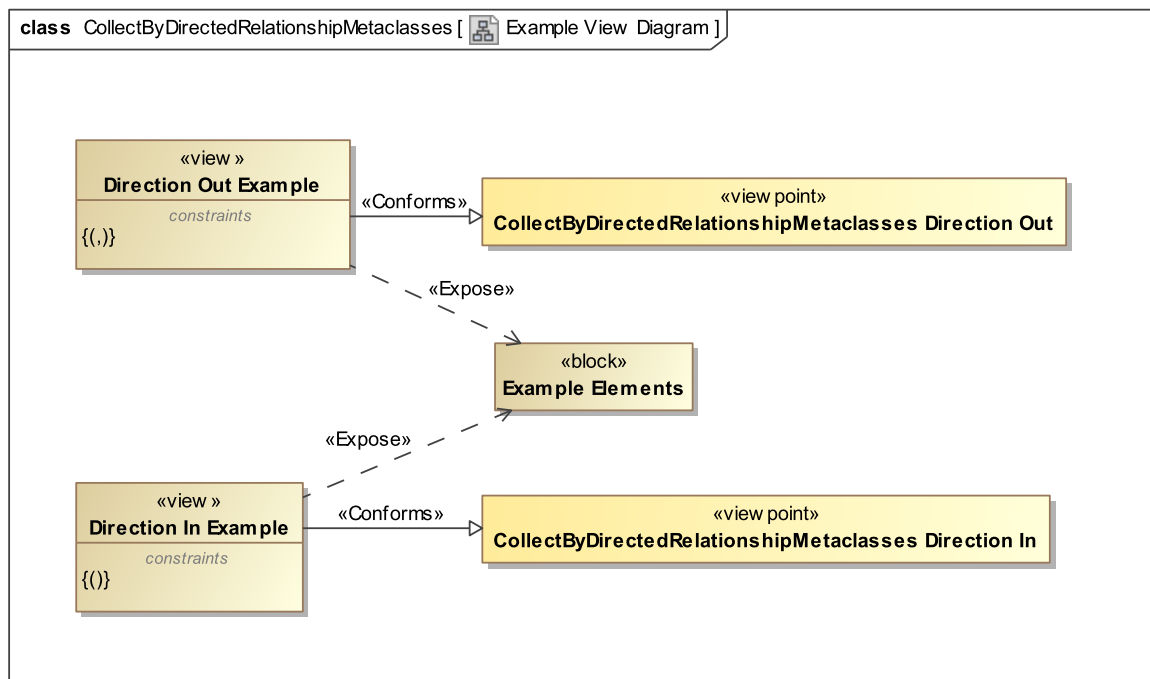 class CollectByDirectedRelationshipMetaclasses [ Example View Diagram ]
«view »
Direction Out Example
constraints
{(,)}
«Conforms»
«view point»
CollectByDirectedRelationshipMetaclasses Direction Out
«Expose»
«block»
Example Elements
«Expose»
«view »
Direction In Example
constraints
{()}
«Conforms»
«view point»
CollectByDirectedRelationshipMetaclasses Direction In